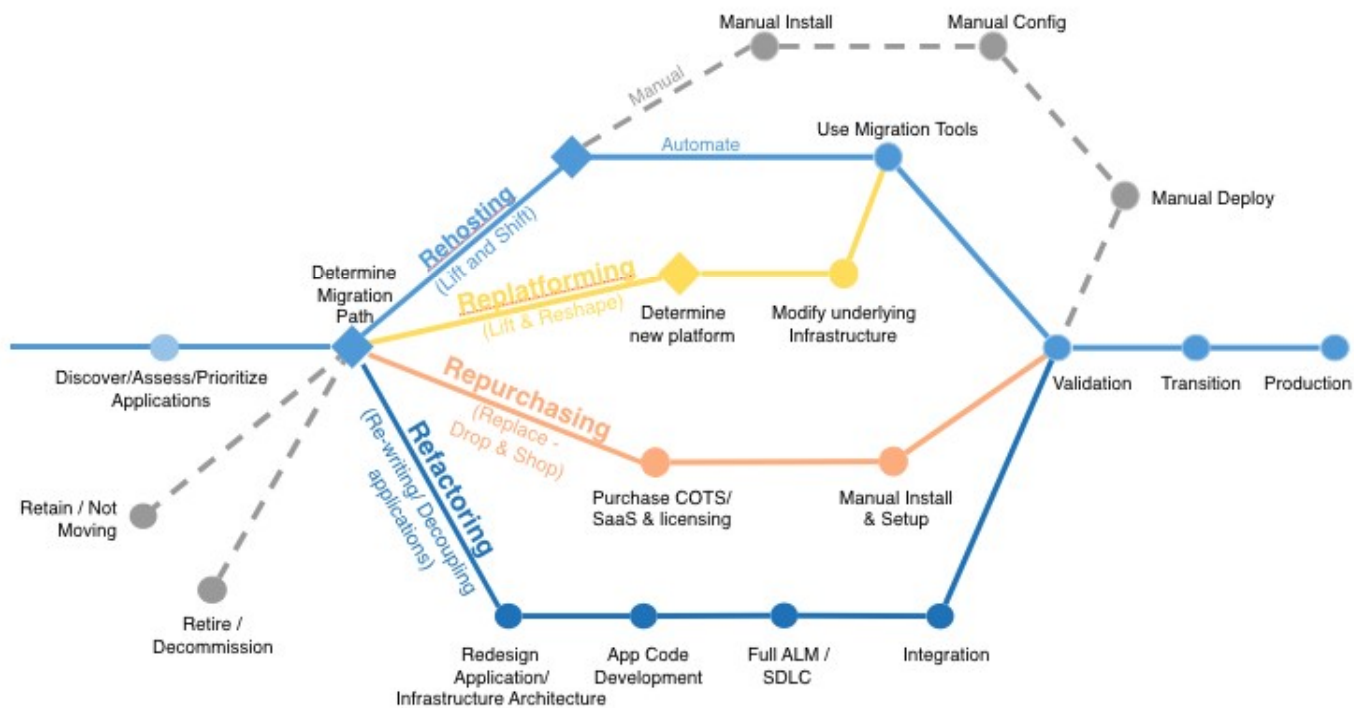 Manual Install
Manual Config
Manual
Use Migration Tools
Automate
Manual Deploy
Rehosting
(Lift and Shift)
Determine
Migration
Path
Replatforming
(Lift & Reshape)
Determine
new platform
Modify underlying
Infrastructure
Discover/Assess/Prioritize
Applications
Validation
Transition
Production
Repurchasing
(Replace -
Drop & Shop)
Refactoring
(Re-writing/ Decoupling
applications)
Purchase COTS/
SaaS & licensing
Manual Install
& Setup
Retain / Not
Moving
Retire /
Decommission
Redesign
Application/
Infrastructure Architecture
App Code
Development
Full ALM /
SDLC
Integration